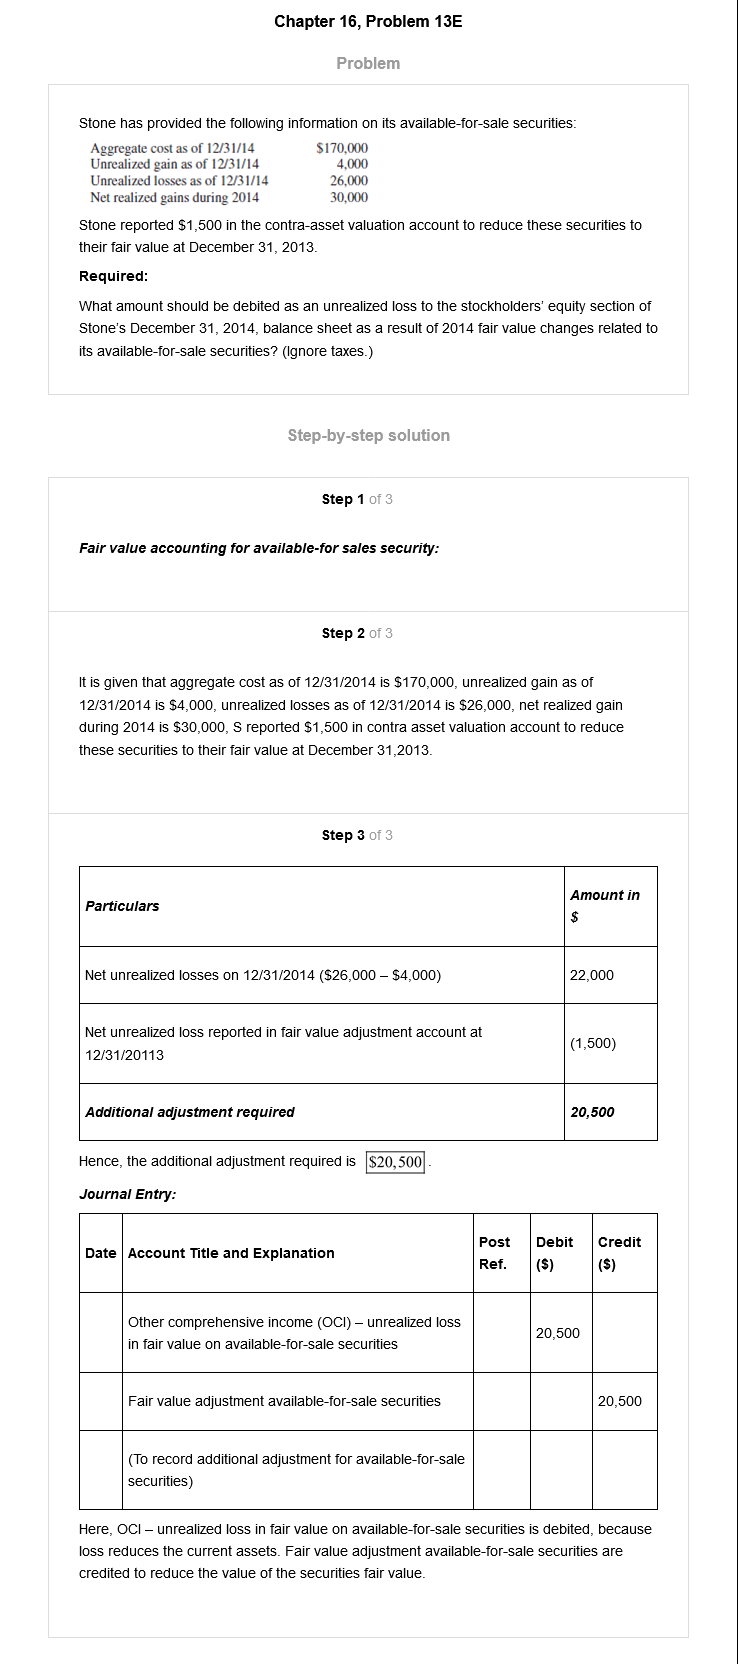 Chapter 16, Problem 13E
Problem
Stone has provided the following information on its available-for-sale securities:
Aggregate cost as of 12/31/14 $170,000
Unrealized gain as of 12/31/14 4,000
Unrealized losses as of 12/31/14 26,000
Net realized gains during 2014 30,000
Stone reported $1,500 in the contra-asset valuation account to reduce these securities to
their fair value at December 31, 2013.
Required:
What amount should be debited as an unrealized loss to the stockholders' equity section of
Stone's December 31, 2014, balance sheet as a result of 2014 fair value changes related to
its available-for-sale securities? (Ignore taxes.)
Step-by-step solution
Step 1 of 3
Fair value accounting for available-for sales security:
Step 2 of 3
It is given that aggregate cost as of 12/31/2014 is $170,000, unrealized gain as of
12/31/2014 is $4,000, unrealized losses as of 12/31/2014 is $26,000, net realized gain
during 2014 is $30,000, S reported $1,500 in contra asset valuation account to reduce
these securities to their fair value at December 31,2013.
Step 3 of 3
Particulars Amount in
$
Net unrealized losses on 12/31/2014 ($26,000 – $4,000) 22,000
Net unrealized loss reported in fair value adjustment account at
12/31/20113 (1,500)
Additional adjustment required 20,500
Hence, the additional adjustment required is $20,500.
Journal Entry:
Date Account Title and Explanation Post Debit Credit
Ref. ($) ($)
Other comprehensive income (OCI) – unrealized loss
in fair value on available-for-sale securities 20,500
Fair value adjustment available-for-sale securities 20,500
(To record additional adjustment for available-for-sale
securities)
Here, OCI – unrealized loss in fair value on available-for-sale securities is debited, because
loss reduces the current assets. Fair value adjustment available-for-sale securities are
credited to reduce the value of the securities fair value.